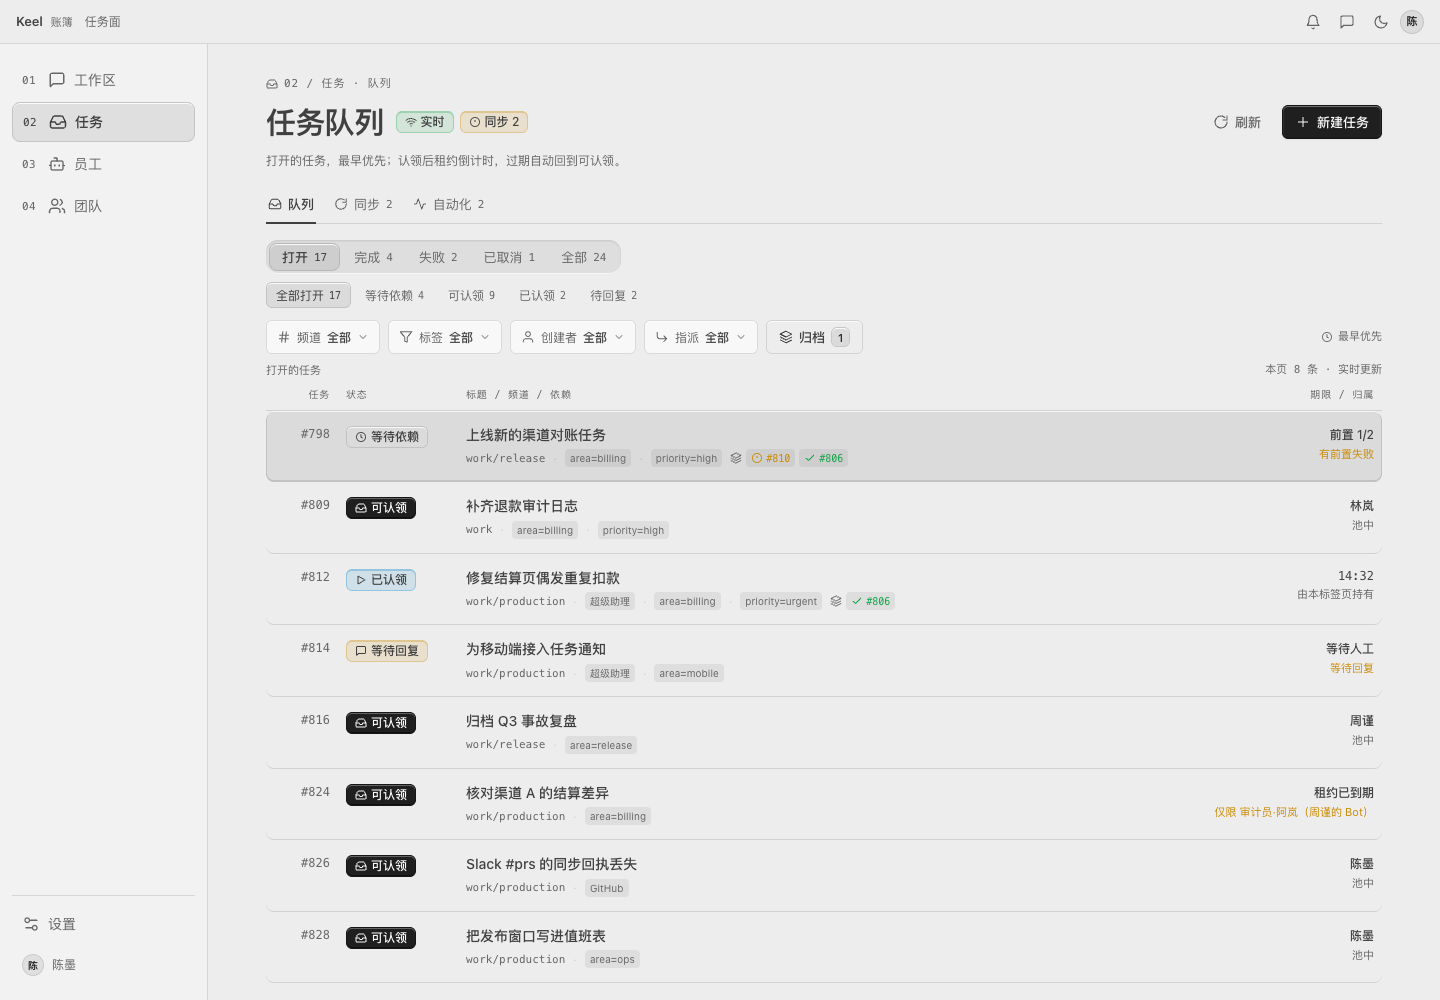 Keel 账簿 任务面 陈
01 工作区
02 任务
03 员工
04 团队
设置
陈 陈墨
02 / 任务 · 队列
任务队列 实时 同步 2 刷新 新建任务
打开的任务，最早优先；认领后租约倒计时，过期自动回到可认领。
队列 同步 2 自动化 2
打开 17 完成 4 失败 2 已取消 1 全部 24
全部打开 17 等待依赖 4 可认领 9 已认领 2 待回复 2
频道 全部 标签 全部 创建者 全部 指派 全部 归档 1 最早优先
打开的任务 本页 8 条 · 实时更新
任务 状态 标题 / 频道 / 依赖 期限 / 归属
#798 等待依赖 上线新的渠道对账任务 前置 1/2
work/release · area=billing · priority=high #810 #806 有前置失败
#809 可认领 补齐退款审计日志 林岚
work · area=billing · priority=high 池中
#812 已认领 修复结算页偶发重复扣款 14:32
work/production · 超级助理 · area=billing · priority=urgent #806 由本标签页持有
#814 等待回复 为移动端接入任务通知 等待人工
work/production · 超级助理 · area=mobile 等待回复
#816 可认领 归档 Q3 事故复盘 周谨
work/release · area=release 池中
#824 可认领 核对渠道 A 的结算差异 租约已到期
work/production · area=billing 仅限 审计员·阿岚（周谨的 Bot）
#826 可认领 Slack #prs 的同步回执丢失 陈墨
work/production · GitHub 池中
#828 可认领 把发布窗口写进值班表 陈墨
work/production · area=ops 池中